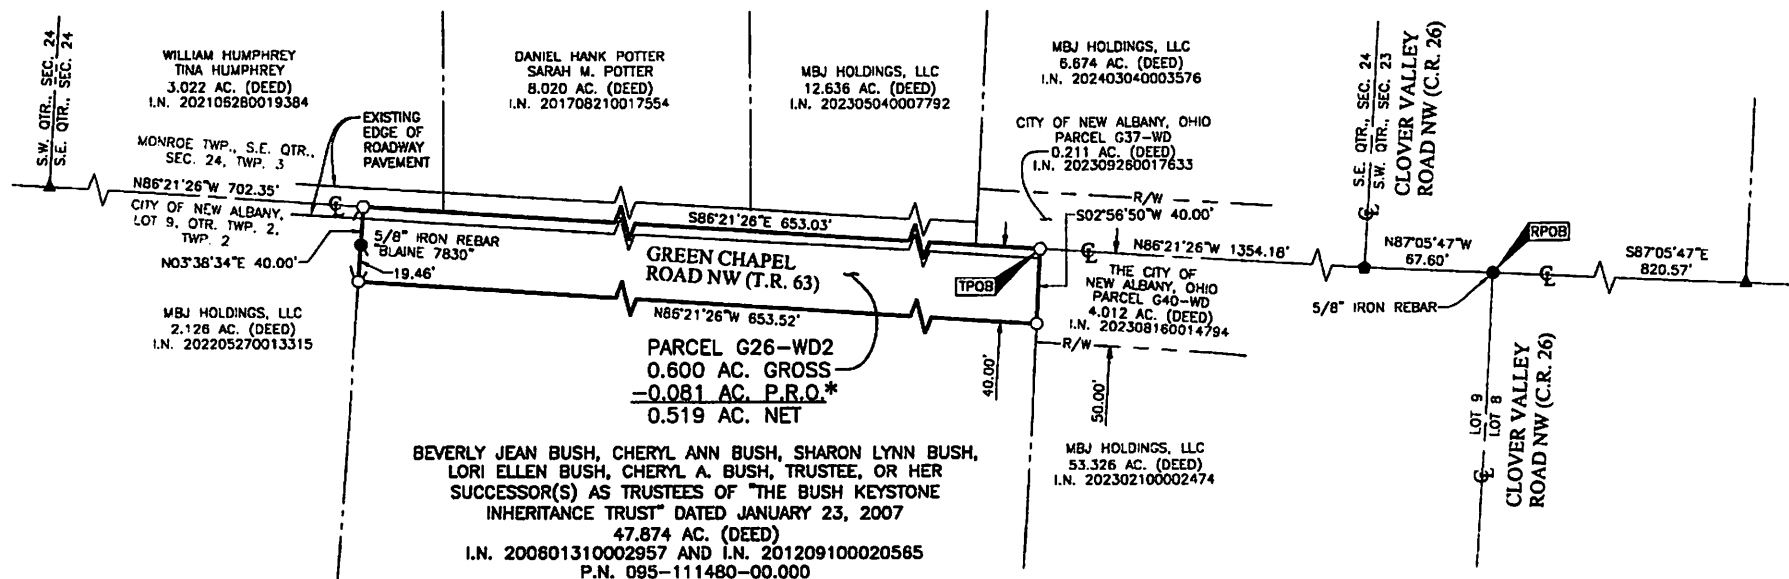 S.W. QTR., SEC. 24
S.E. QTR., SEC. 24
WILLIAM HUMPHREY
TINA HUMPHREY
3.022 AC. (DEED)
I.N. 202105280019384
DANIEL HANK POTTER
SARAH M. POTTER
8.020 AC. (DEED)
I.N. 201708210017554
MBJ HOLDINGS, LLC
12.636 AC. (DEED)
I.N. 202305040007792
MBJ HOLDINGS, LLC
6.674 AC. (DEED)
I.N. 202403040003576
CITY OF NEW ALBANY, OHIO
PARCEL G37-WD
0.211 AC. (DEED)
I.N. 202309280017633
S.E. QTR., SEC. 24
S.W. QTR., SEC. 23
CLOVER VALLEY
ROAD NW (C.R. 26)
EXISTING
EDGE OF
ROADWAY
PAVEMENT
MONROE TWP., S.E. QTR.,
SEC. 24, TWP. 3
N86°21'26"W 702.35'
CITY OF NEW ALBANY,
LOT 9, QTR. TWP. 2,
TWP. 2
N03°38'34"E 40.00'
5/8" IRON REBAR
"BLAINE 7830"
19.46'
S86°21'26"E 653.03'
GREEN CHAPEL
ROAD NW (T.R. 63)
N86°21'26"W 653.52'
TPOB
R/W
S02°56'50"W 40.00'
N86°21'26"W 1354.18'
THE CITY OF
NEW ALBANY, OHIO
PARCEL G40-WD
4.012 AC. (DEED)
I.N. 202308160014794
R/W
40.00'
50.00'
N87°05'47"W
67.60'
RPOB
S87°05'47"E
820.57'
5/8" IRON REBAR
LOT 9
LOT 8
CLOVER VALLEY
ROAD NW (C.R. 26)
MBJ HOLDINGS, LLC
2.126 AC. (DEED)
I.N. 202205270013315
PARCEL G26-WD2
0.600 AC. GROSS
-0.081 AC. P.R.O.*
0.519 AC. NET
MBJ HOLDINGS, LLC
53.326 AC. (DEED)
I.N. 202302100002474
BEVERLY JEAN BUSH, CHERYL ANN BUSH, SHARON LYNN BUSH,
LORI ELLEN BUSH, CHERYL A. BUSH, TRUSTEE, OR HER
SUCCESSOR(S) AS TRUSTEES OF "THE BUSH KEYSTONE
INHERITANCE TRUST" DATED JANUARY 23, 2007
47.874 AC. (DEED)
I.N. 200801310002957 AND I.N. 201209100020565
P.N. 095-111480-00.000